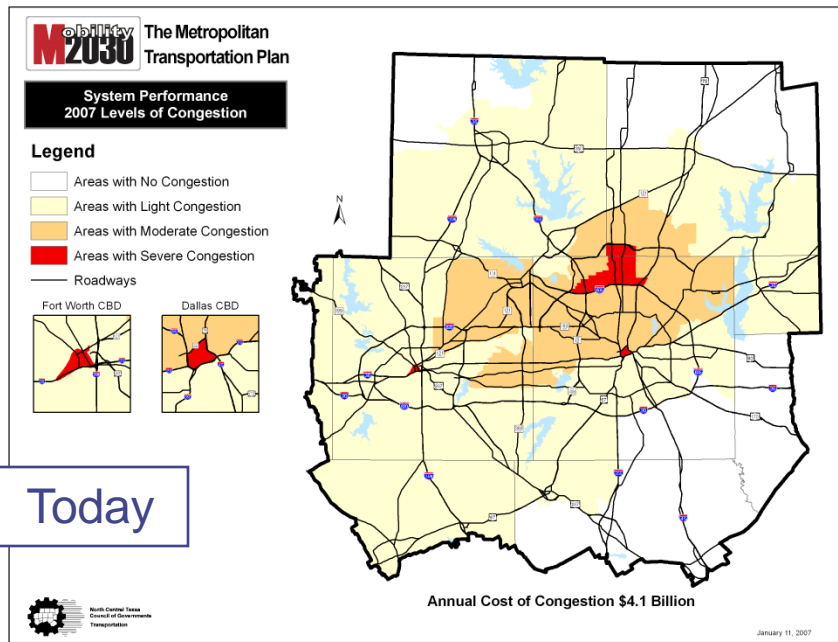 Mobility
2030
The Metropolitan
Transportation Plan
System Performance
2007 Levels of Congestion
Legend
Areas with No Congestion
Areas with Light Congestion
Areas with Moderate Congestion
Areas with Severe Congestion
Roadways
N
Fort Worth CBD
Dallas CBD
Today
Annual Cost of Congestion $4.1 Billion
North Central Texas
Council of Governments
Transportation
January 11, 2007